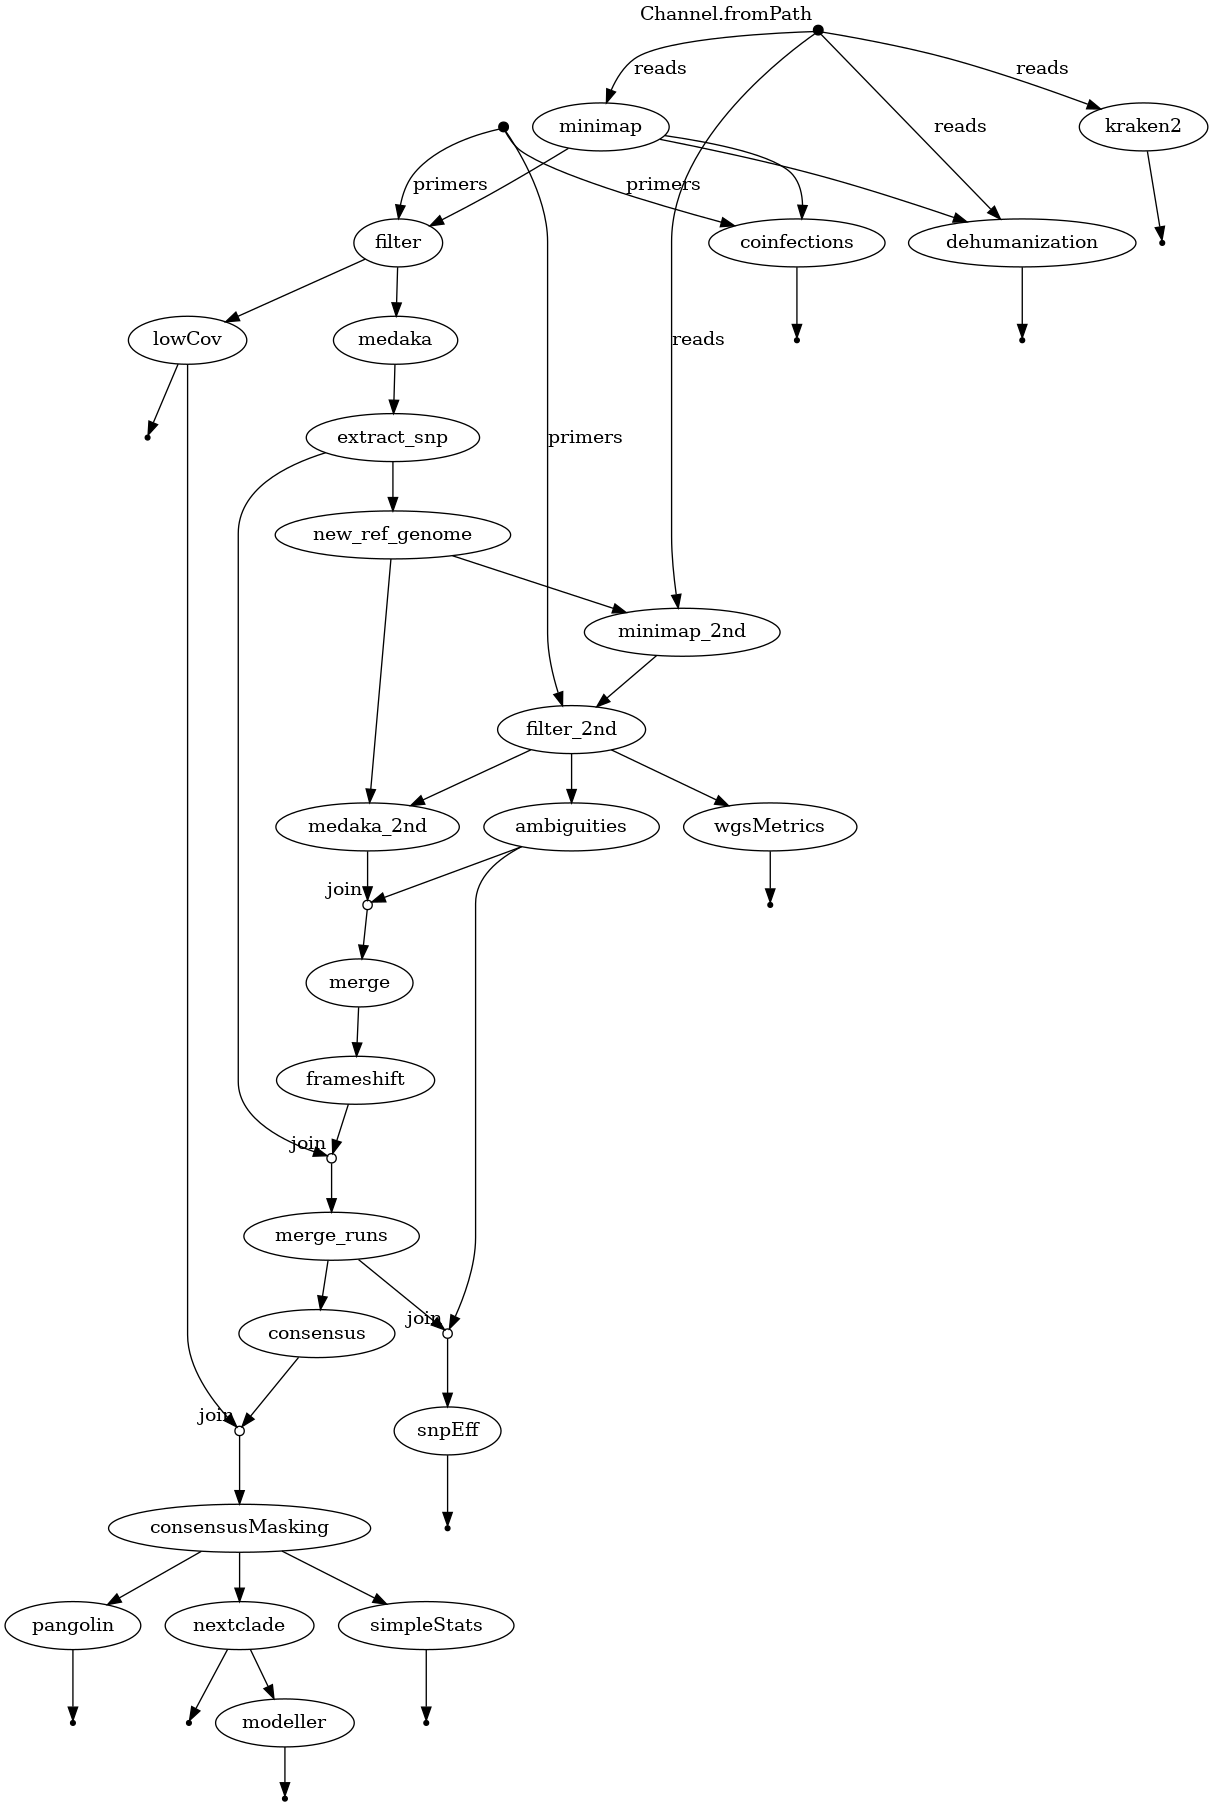 Channel.fromPath
reads
reads
minimap
kraken2
reads
primers
primers
filter
coinfections
dehumanization
lowCov
medaka
reads
extract_snp
primers
new_ref_genome
minimap_2nd
filter_2nd
medaka_2nd
ambiguities
wgsMetrics
join
merge
frameshift
join
merge_runs
join
consensus
join
snpEff
consensusMasking
pangolin
nextclade
simpleStats
modeller